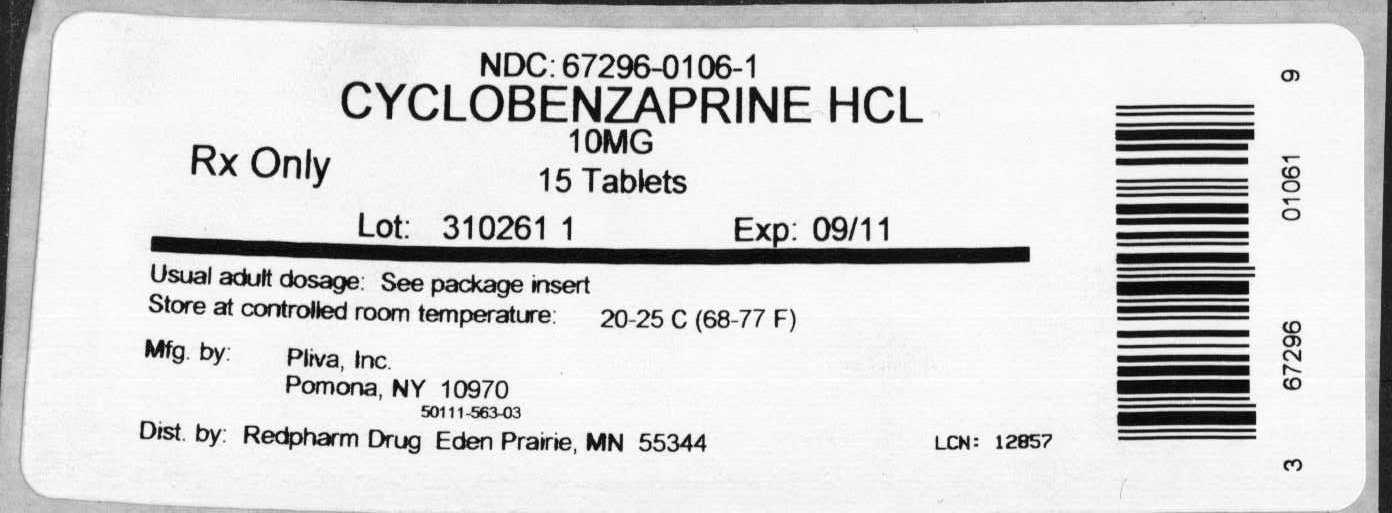 NDC: 67296-0106-1
CYCLOBENZAPRINE HCL
10MG
Rx Only
15 Tablets
Lot: 310261 1 Exp: 09/11
Usual adult dosage: See package insert
Store at controlled room temperature: 20-25 C (68-77 F)
Mfg. by: Pliva, Inc.
Pomona, NY 10970
50111-563-03
Dist. by: Redpharm Drug Eden Prairie, MN 55344
LCN: 12857
3 67296 01061 9